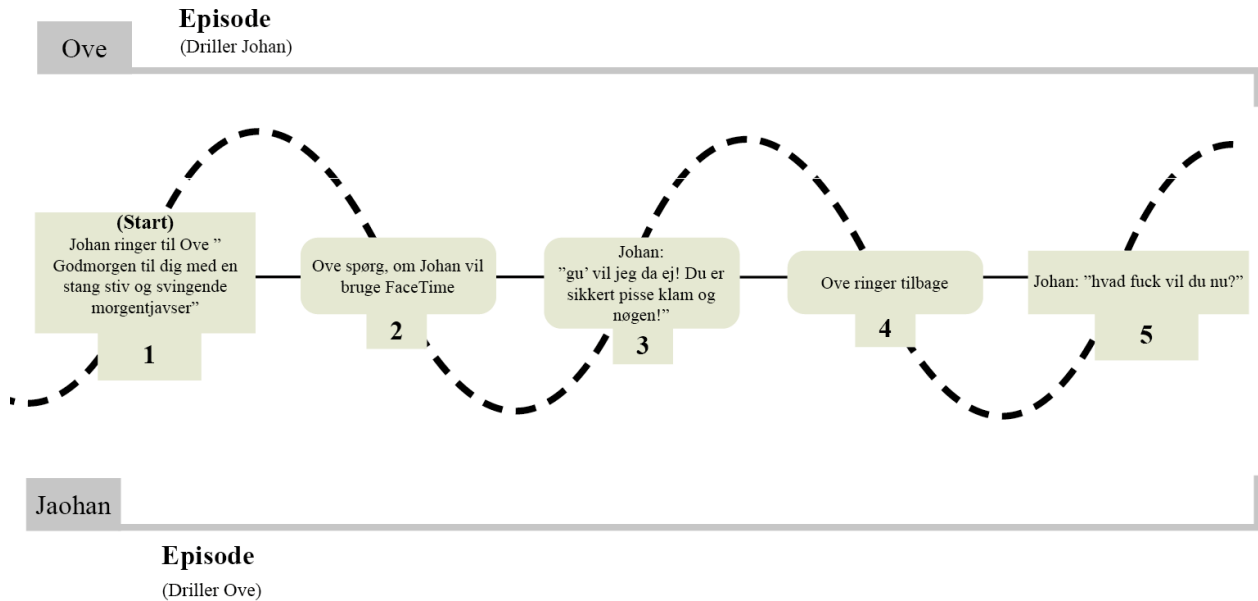 Episode
(Driller Johan)
Ove
(Start)
Johan ringer til Ove ”
Godmorgen til dig med en
stang stiv og svingende
morgentjavser”
1
Ove spørg, om Johan vil
bruge FaceTime
2
Johan:
”gu’ vil jeg da ej! Du er
sikkert pisse klam og
nøgen!”
3
Ove ringer tilbage
4
Johan: ”hvad fuck vil du nu?”
5
Jaohan
Episode
(Driller Ove)